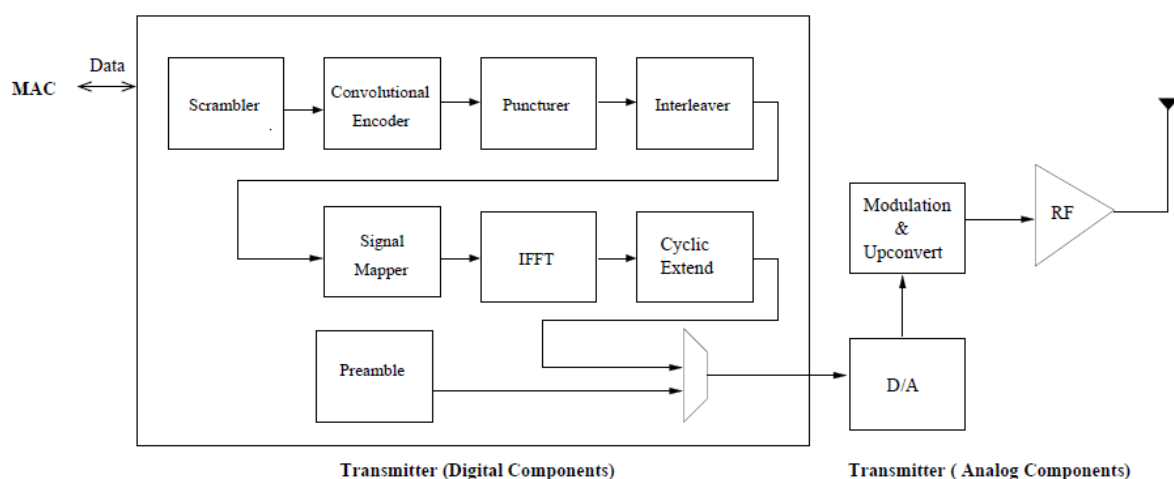 Data
MAC
Scrambler
Convolutional
Encoder
Puncturer
Interleaver
Signal
Mapper
IFFT
Cyclic
Extend
Preamble
Modulation
&
Upconvert
RF
D/A
Transmitter (Digital Components)
Transmitter ( Analog Components)